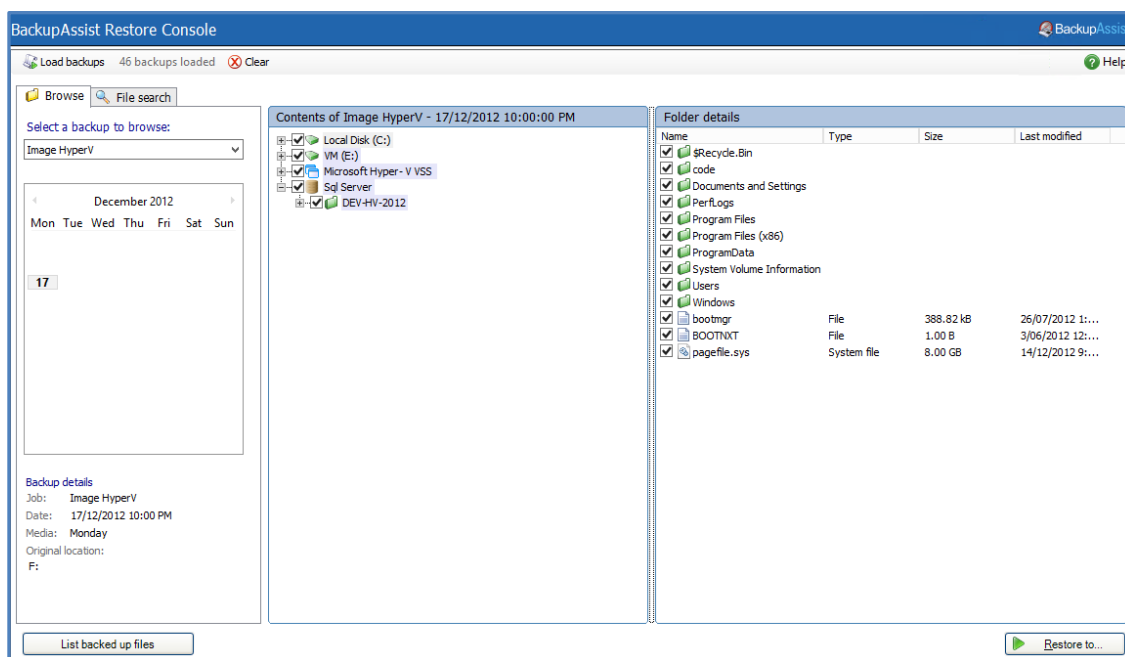 BackupAssist Restore Console
BackupAssis
Load backups 46 backups loaded Clear
Help
Browse File search
Select a backup to browse:
Image HyperV
December 2012
Mon Tue Wed Thu Fri Sat Sun
17
Backup details
Job: Image HyperV
Date: 17/12/2012 10:00 PM
Media: Monday
Original location:
F:
List backed up files
Contents of Image HyperV - 17/12/2012 10:00:00 PM
Local Disk (C:)
VM (E:)
Microsoft Hyper-V VSS
Sql Server
DEV-HV-2012
Folder details
Name Type Size Last modified
$Recycle.Bin
code
Documents and Settings
PerfLogs
Program Files
Program Files (x86)
ProgramData
System Volume Information
Users
Windows
bootmgr File 388.82 kB 26/07/2012 1:...
BOOTNXT File 1.00 B 3/06/2012 12:...
pagefile.sys System file 8.00 GB 14/12/2012 9:...
Restore to...